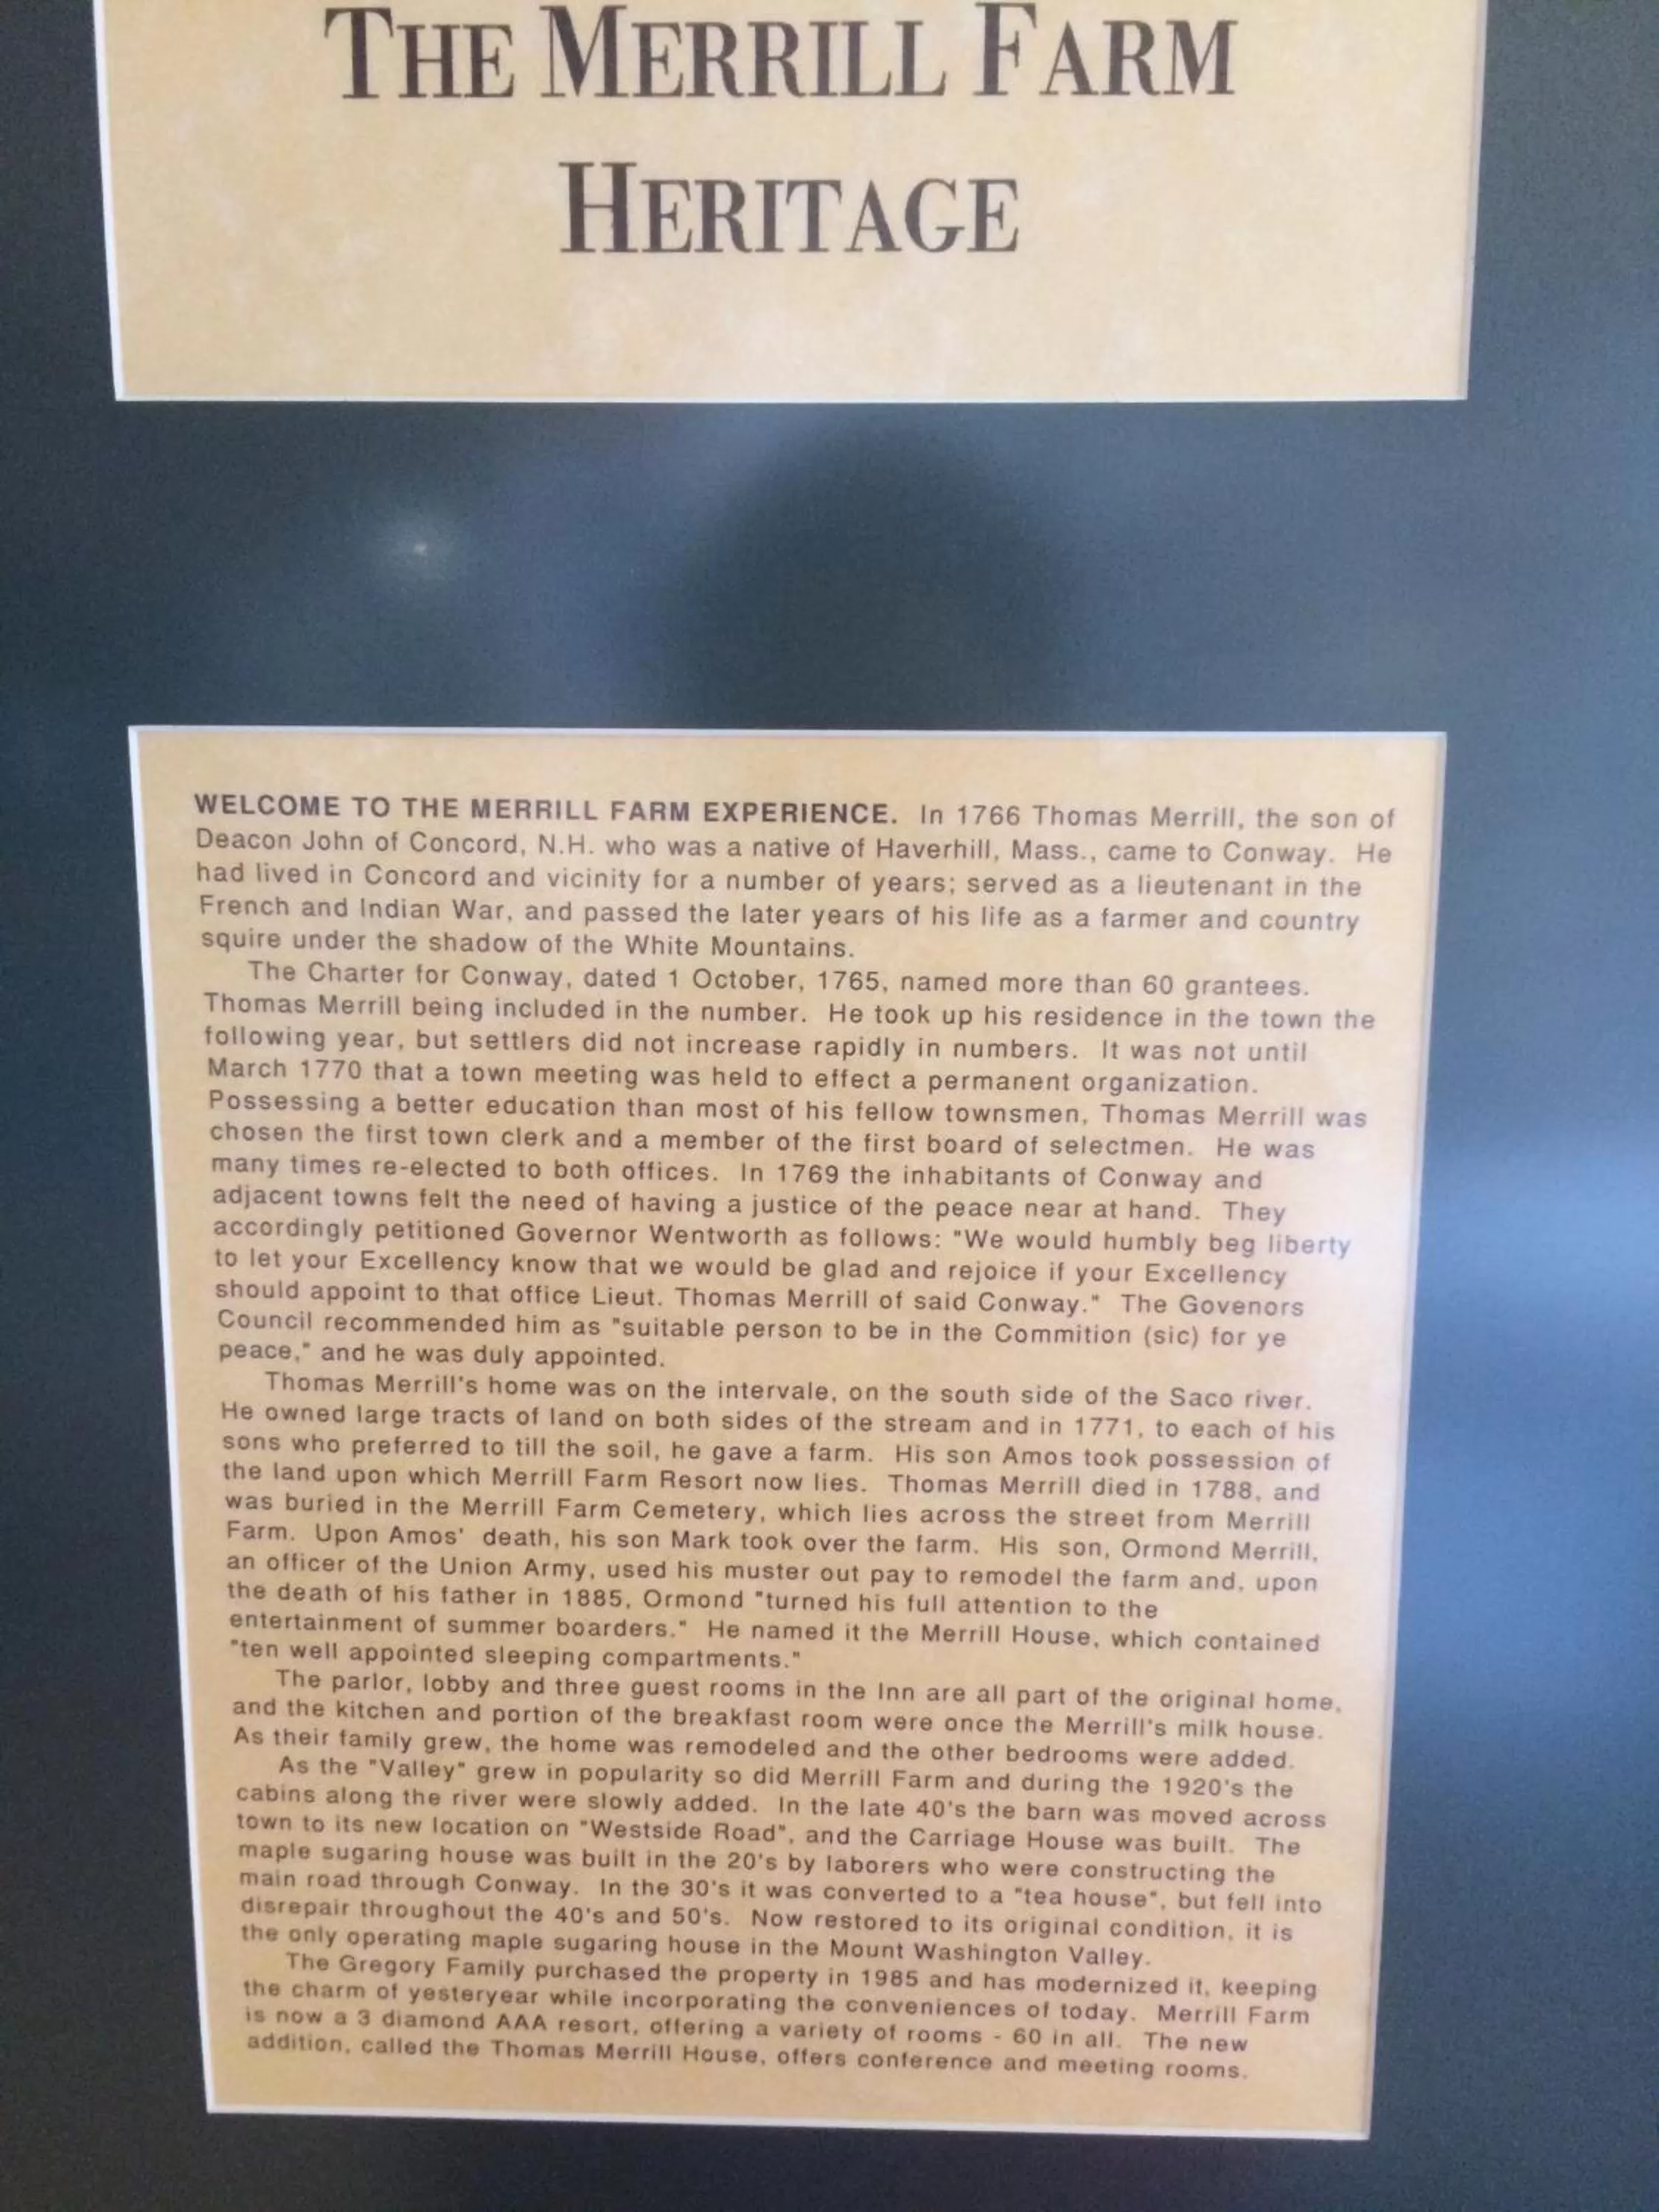 THE MERRILL FARM
HERITAGE
WELCOME TO THE MERRILL FARM EXPERIENCE. In 1766 Thomas Merrill, the son of
Deacon John of Concord, N.H. who was a native of Haverhill, Mass., came to Conway. He
had lived in Concord and vicinity for a number of years; served as a lieutenant in the
French and Indian War, and passed the later years of his life as a farmer and country
squire under the shadow of the White Mountains.
The Charter for Conway, dated 1 October, 1765, named more than 60 grantees.
Thomas Merrill being included in the number. He took up his residence in the town the
following year, but settlers did not increase rapidly in numbers. It was not until
March 1770 that a town meeting was held to effect a permanent organization.
Possessing a better education than most of his fellow townsmen, Thomas Merrill was
chosen the first town clerk and a member of the first board of selectmen. He was
many times re-elected to both offices. In 1769 the inhabitants of Conway and
adjacent towns felt the need of having a justice of the peace near at hand. They
accordingly petitioned Governor Wentworth as follows: "We would humbly beg liberty
to let your Excellency know that we would be glad and rejoice if your Excellency
should appoint to that office Lieut. Thomas Merrill of said Conway." The Govenors
Council recommended him as "suitable person to be in the Commition (sic) for ye
peace," and he was duly appointed.
Thomas Merrill's home was on the intervale, on the south side of the Saco river.
He owned large tracts of land on both sides of the stream and in 1771, to each of his
sons who preferred to till the soil, he gave a farm. His son Amos took possession of
the land upon which Merrill Farm Resort now lies. Thomas Merrill died in 1788, and
was buried in the Merrill Farm Cemetery, which lies across the street from Merrill
Farm. Upon Amos' death, his son Mark took over the farm. His son, Ormond Merrill,
an officer of the Union Army, used his muster out pay to remodel the farm and, upon
the death of his father in 1885, Ormond "turned his full attention to the
entertainment of summer boarders." He named it the Merrill House, which contained
"ten well appointed sleeping compartments."
The parlor, lobby and three guest rooms in the Inn are all part of the original home,
and the kitchen and portion of the breakfast room were once the Merrill's milk house.
As their family grew, the home was remodeled and the other bedrooms were added.
As the "Valley" grew in popularity so did Merrill Farm and during the 1920's the
cabins along the river were slowly added. In the late 40's the barn was moved across
town to its new location on "Westside Road", and the Carriage House was built. The
maple sugaring house was built in the 20's by laborers who were constructing the
main road through Conway. In the 30's it was converted to a "tea house", but fell into
disrepair throughout the 40's and 50's. Now restored to its original condition, it is
the only operating maple sugaring house in the Mount Washington Valley.
The Gregory Family purchased the property in 1985 and has modernized it, keeping
the charm of yesteryear while incorporating the conveniences of today. Merrill Farm
is now a 3 diamond AAA resort, offering a variety of rooms - 60 in all. The new
addition, called the Thomas Merrill House, offers conference and meeting rooms.